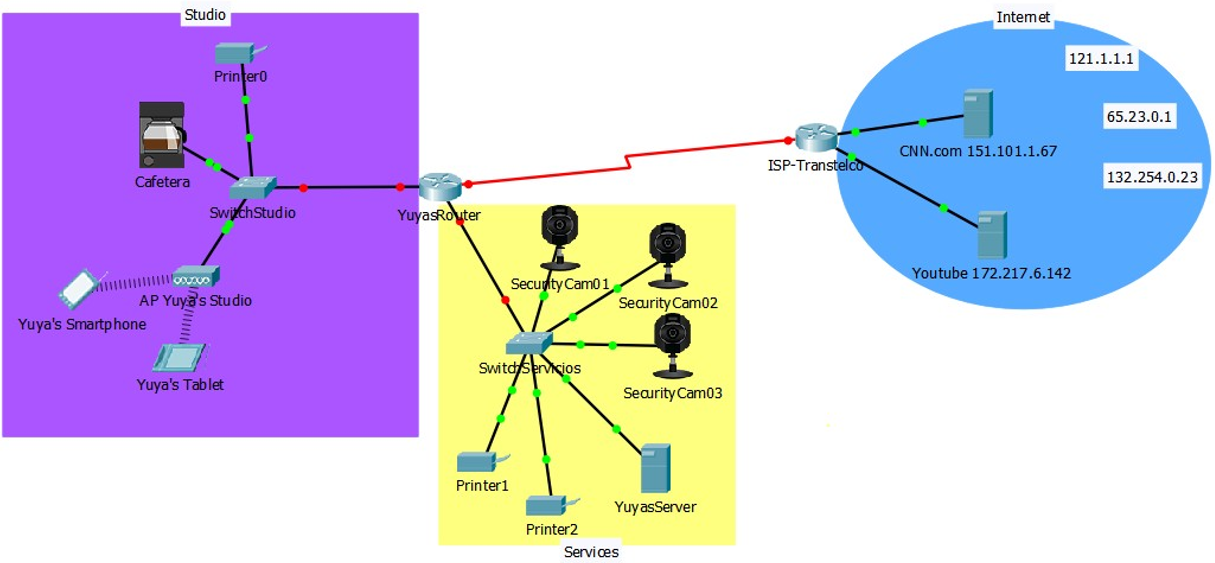 Studio
Internet
Printer0
121.1.1.1
65.23.0.1
CNN.com 151.101.1.67
ISP-Transtelco
132.254.0.23
Cafetera
SwitchStudio
YuyasRouter
Youtube 172.217.6.142
SecurityCam01
SecurityCam02
AP Yuya's Studio
Yuya's Smartphone
Yuya's Tablet
SwitchServicios
SecurityCam03
Printer1
YuyasServer
Printer2
Services